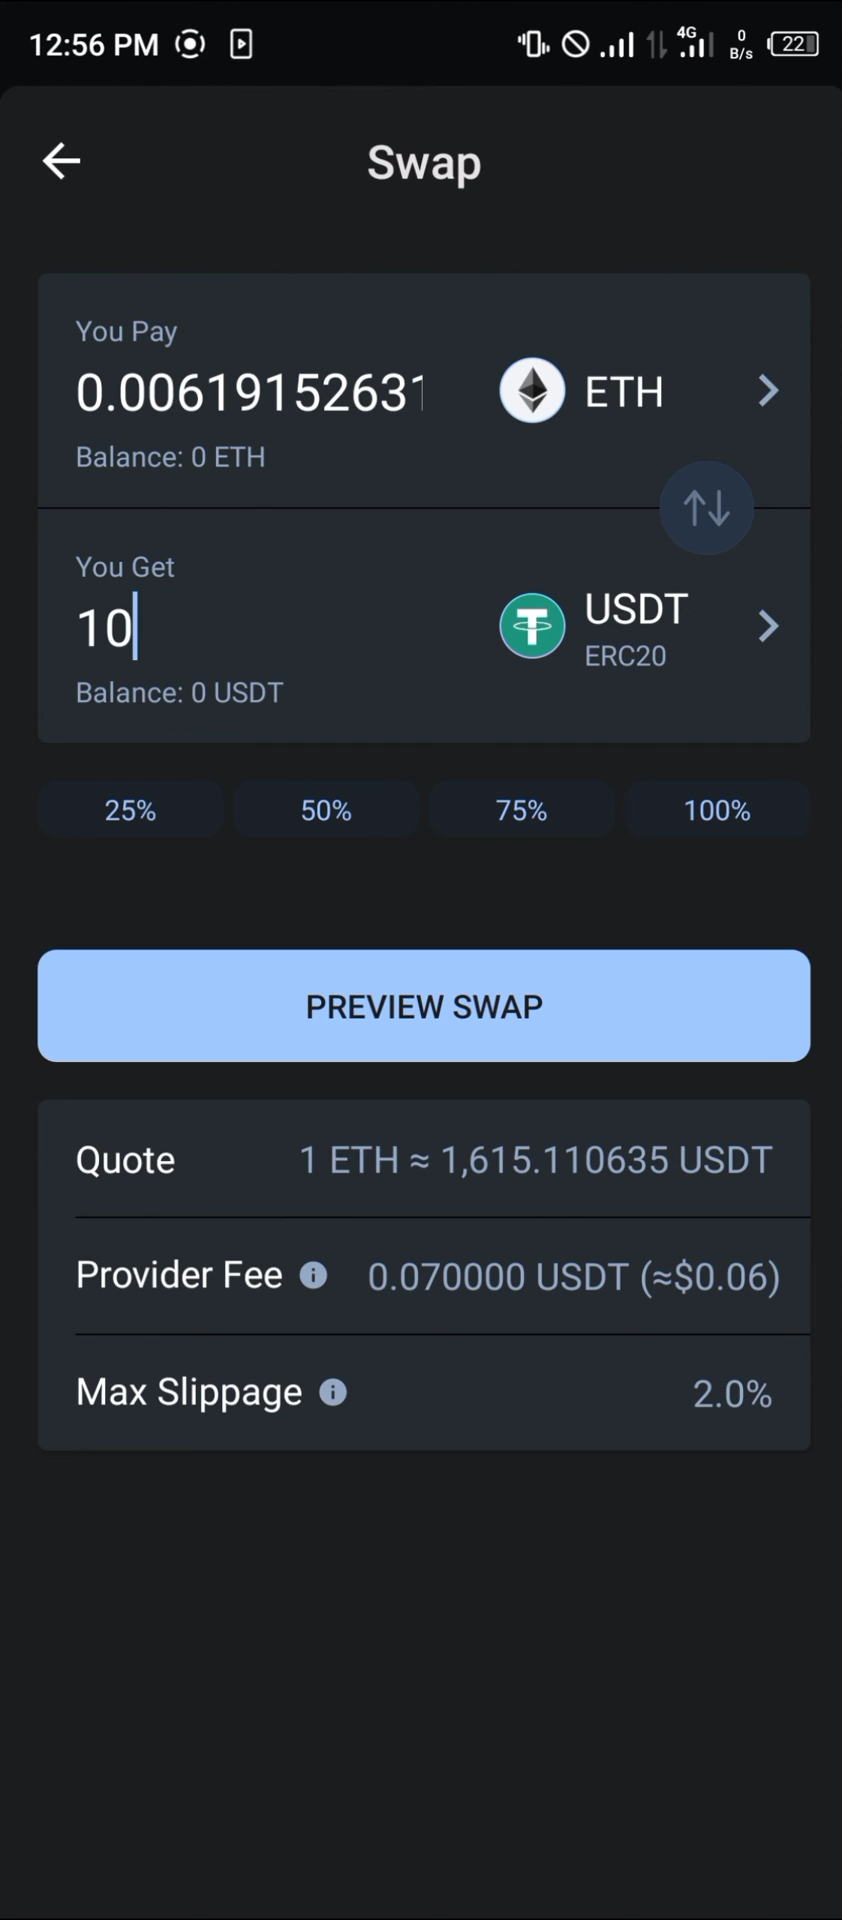 12:56 PM
4G
0
B/s
22
Swap
You Pay
0.00619152631
ETH
Balance: 0 ETH
You Get
10
USDT
ERC20
Balance: 0 USDT
25% 50% 75% 100%
PREVIEW SWAP
Quote 1 ETH ≈ 1,615.110635 USDT
Provider Fee 0.070000 USDT (≈$0.06)
Max Slippage 2.0%